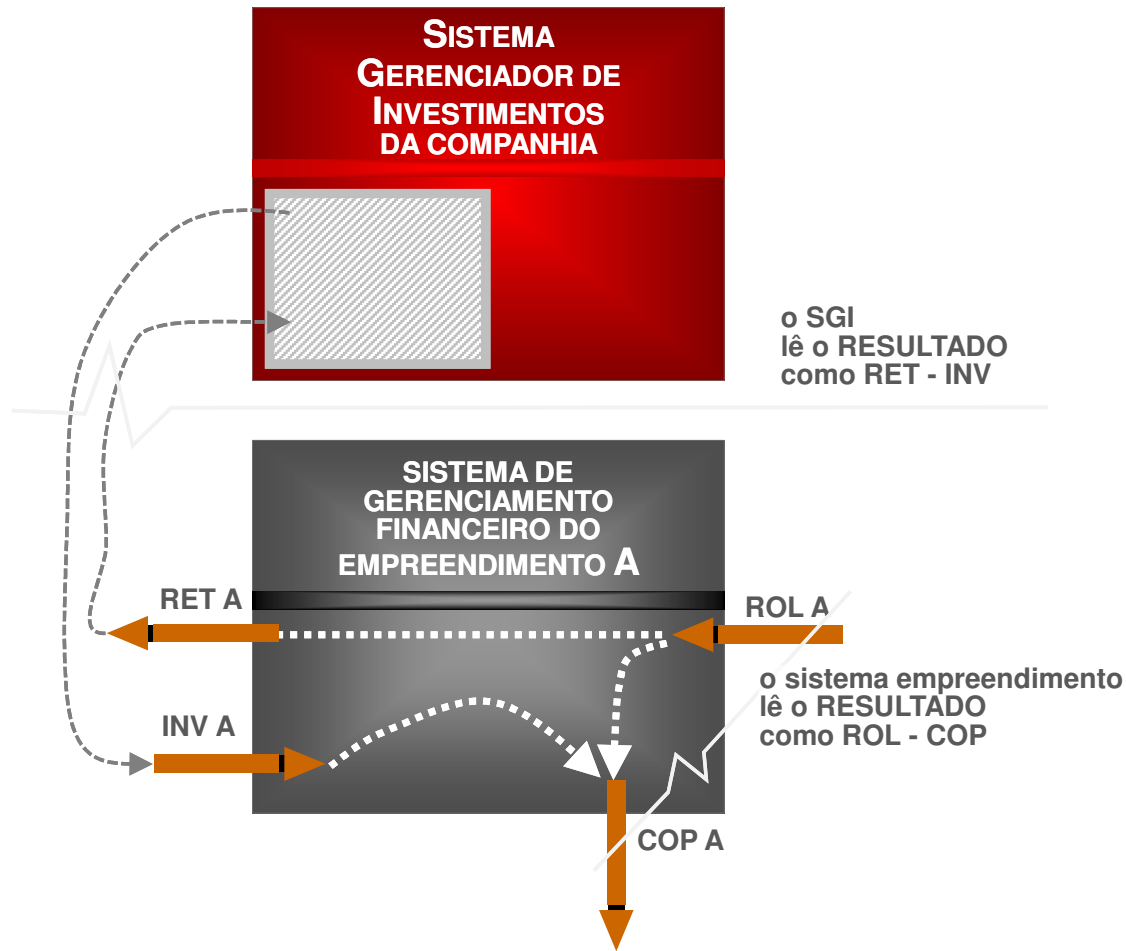 SISTEMA
GERENCIADOR DE
INVESTIMENTOS
DA COMPANHIA
o SGI
lê o RESULTADO
como RET - INV
SISTEMA DE
GERENCIAMENTO
FINANCEIRO DO
EMPREENDIMENTO A
RET A
ROL A
o sistema empreendimento
lê o RESULTADO
como ROL - COP
INV A
COP A